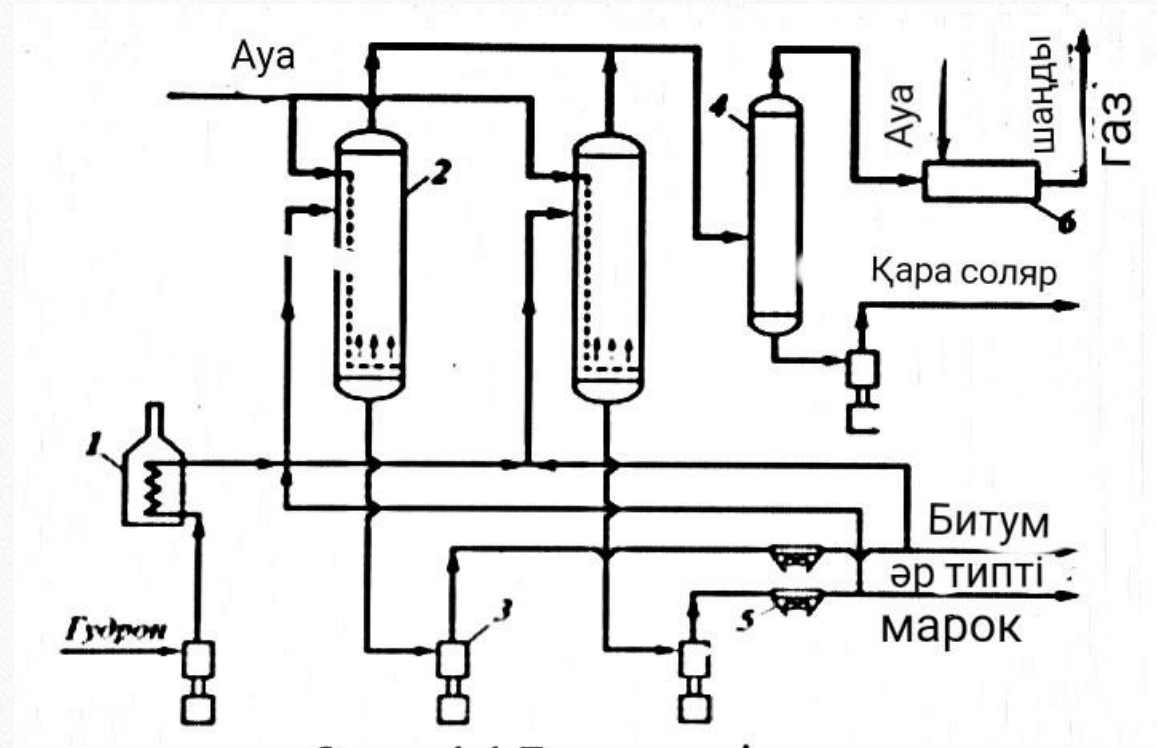 Ауа
4
Ауа
шаңды
газ
2
6
Қара соляр
1
Битум
әр типті
5
3
Гудрон
марок